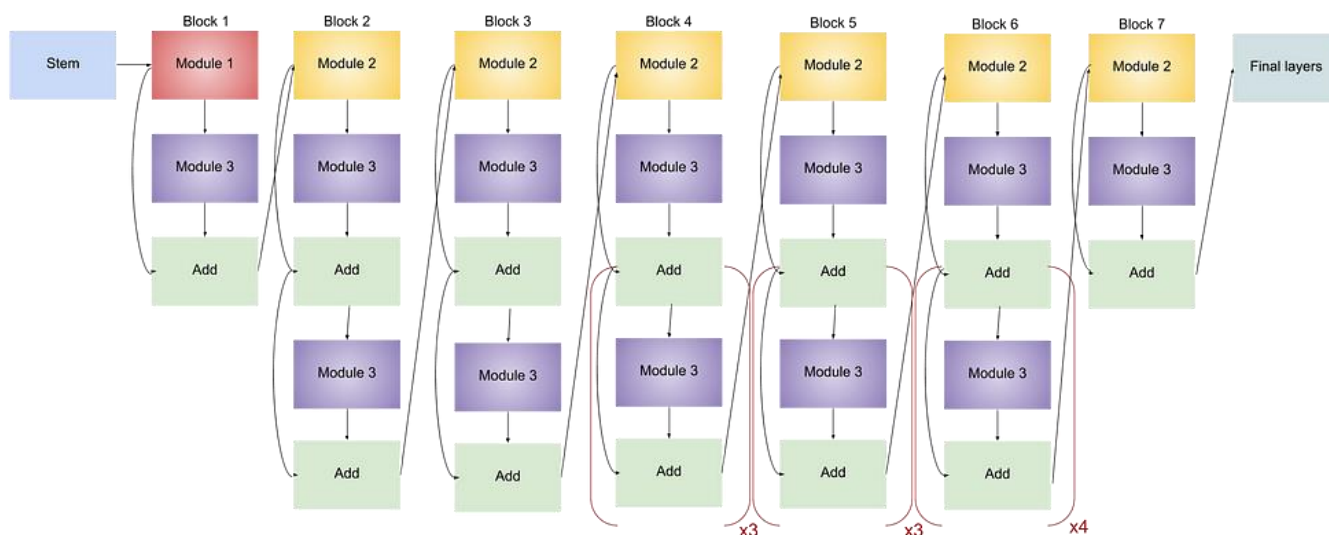 Block 1
Block 2
Block 3
Block 4
Block 5
Block 6
Block 7
Stem
Module 1
Module 2
Module 2
Module 2
Module 2
Module 2
Module 2
Final layers
Module 3
Module 3
Module 3
Module 3
Module 3
Module 3
Module 3
Add
Add
Add
Add
Add
Add
Add
Module 3
Module 3
Module 3
Module 3
Module 3
Add
Add
Add
Add
Add
x3
x3
x4